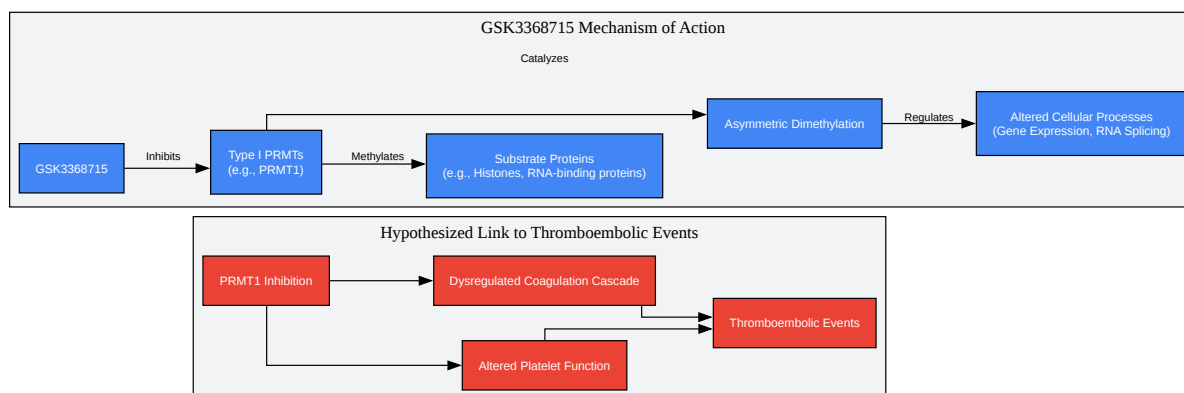 GSK3368715 Mechanism of Action
Catalyzes
GSK3368715
Inhibits
Type I PRMTs
(e.g., PRMT1)
Methylates
Substrate Proteins
(e.g., Histones, RNA-binding proteins)
Asymmetric Dimethylation
Regulates
Altered Cellular Processes
(Gene Expression, RNA Splicing)
Hypothesized Link to Thromboembolic Events
PRMT1 Inhibition
Dysregulated Coagulation Cascade
Altered Platelet Function
Thromboembolic Events